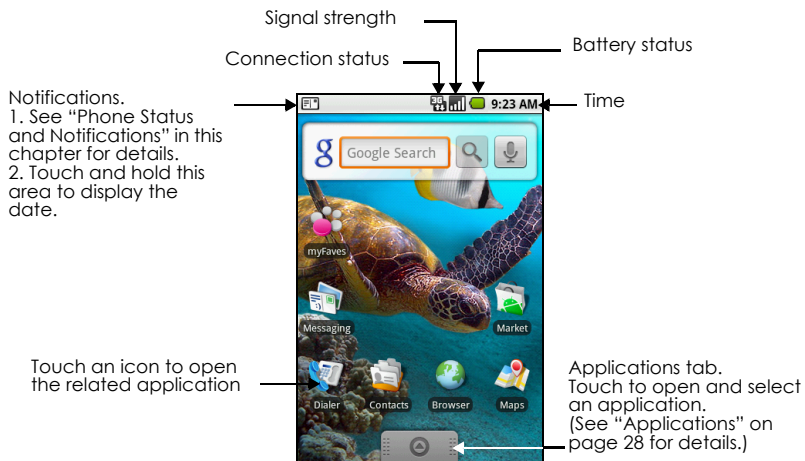 Signal strength
Connection status
Battery status
Notifications.
1. See “Phone Status
and Notifications” in this
chapter for details.
2. Touch and hold this
area to display the
date.
3G
9:23 AM
Time
g
Google Search
myFaves
Messaging
Market
Touch an icon to open
the related application
Dialer
Contacts
Browser
Maps
Applications tab.
Touch to open and select
an application.
(See “Applications” on
page 28 for details.)